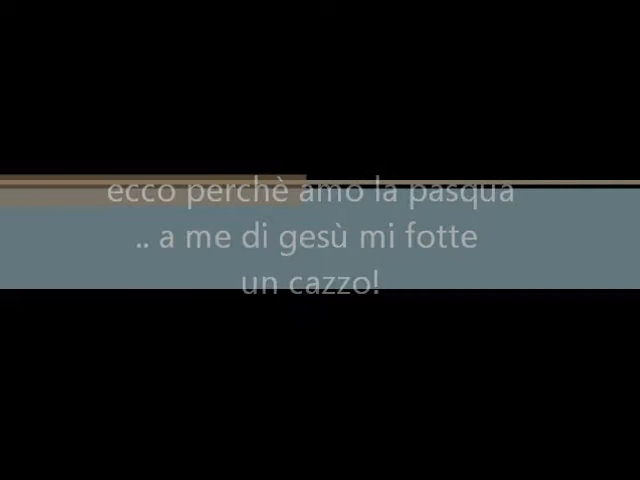 ecco perchè amo la pasqua
.. a me di gesù mi fotte
un cazzo!